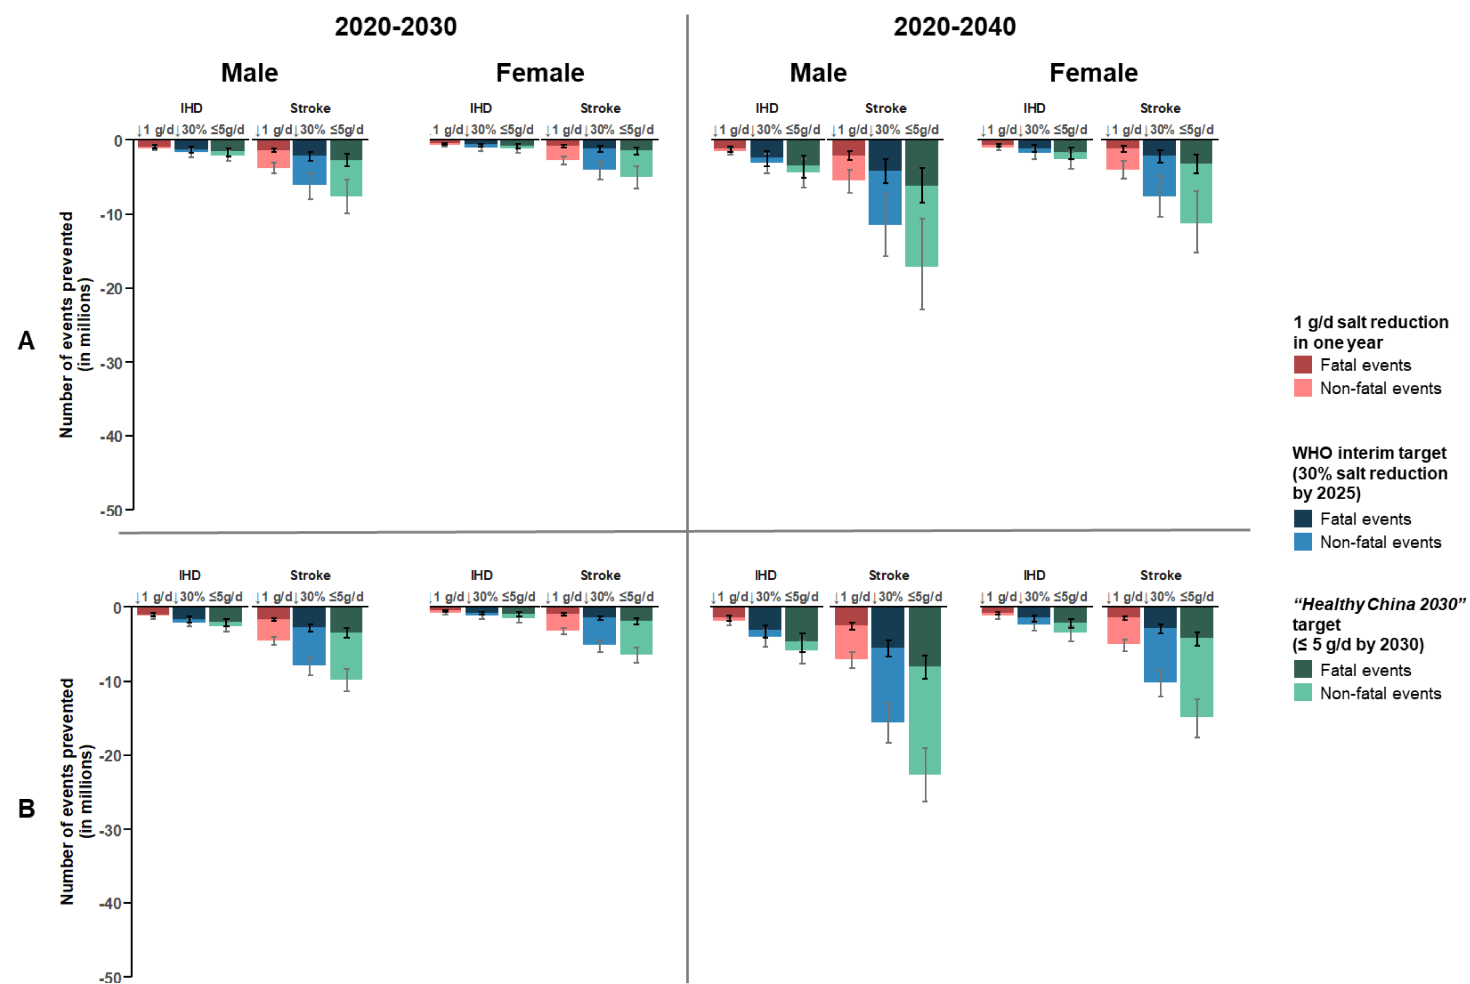 2020-2030
2020-2040
Male
Female
Male
Female
IHD
Stroke
IHD
Stroke
IHD
Stroke
IHD
Stroke
↓1 g/d ↓30% ≤5g/d
↓1 g/d ↓30% ≤5g/d
↓1 g/d ↓30% ≤5g/d
↓1 g/d ↓30% ≤5g/d
↓1 g/d ↓30% ≤5g/d
↓1 g/d ↓30% ≤5g/d
↓1 g/d ↓30% ≤5g/d
↓1 g/d ↓30% ≤5g/d
0
-10
-20
-30
-40
-50
Number of events prevented
(in millions)
A
1 g/d salt reduction
in one year
Fatal events
Non-fatal events
WHO interim target
(30% salt reduction
by 2025)
Fatal events
Non-fatal events
“Healthy China 2030”
target
(≤ 5 g/d by 2030)
Fatal events
Non-fatal events
IHD
Stroke
IHD
Stroke
IHD
Stroke
IHD
Stroke
↓1 g/d ↓30% ≤5g/d
↓1 g/d ↓30% ≤5g/d
↓1 g/d ↓30% ≤5g/d
↓1 g/d ↓30% ≤5g/d
↓1 g/d ↓30% ≤5g/d
↓1 g/d ↓30% ≤5g/d
↓1 g/d ↓30% ≤5g/d
↓1 g/d ↓30% ≤5g/d
0
-10
-20
-30
-40
-50
Number of events prevented
(in millions)
B